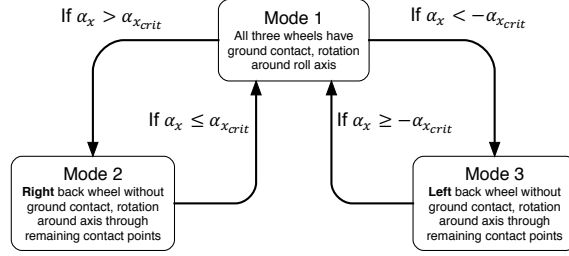 If αx > αxcrit
Mode 1
All three wheels have
ground contact, rotation
around roll axis
If αx < −αxcrit
If αx ≤ αxcrit
If αx ≥ −αxcrit
Mode 2
Right back wheel without
ground contact, rotation
around axis through
remaining contact points
Mode 3
Left back wheel without
ground contact, rotation
around axis through
remaining contact points